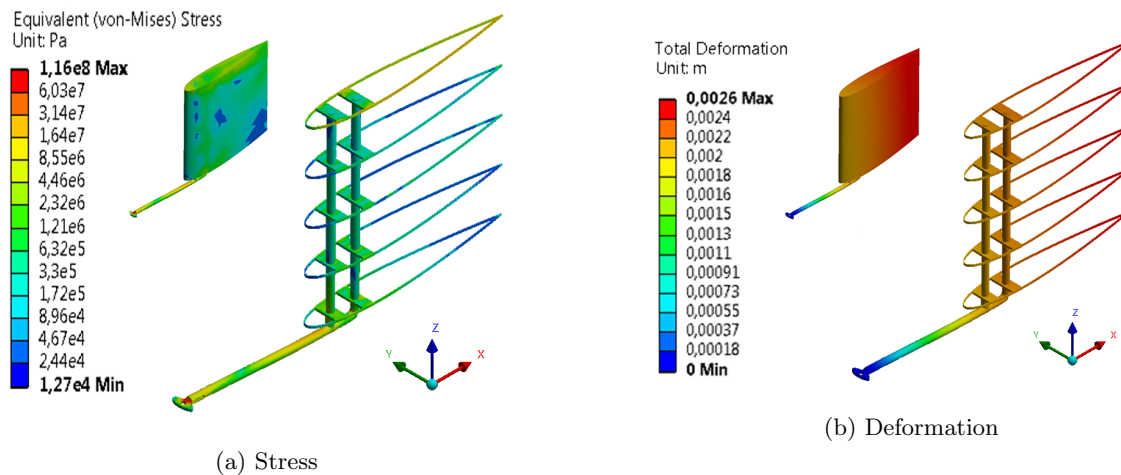 Equivalent (von-Mises) Stress
Unit: Pa
1,16e8 Max
6,03e7
3,14e7
1,64e7
8,55e6
4,46e6
2,32e6
1,21e6
6,32e5
3,3e5
1,72e5
8,96e4
4,67e4
2,44e4
1,27e4 Min
Z
Y
X
(a) Stress
Total Deformation
Unit: m
0,0026 Max
0,0024
0,0022
0,002
0,0018
0,0016
0,0015
0,0013
0,0011
0,00091
0,00073
0,00055
0,00037
0,00018
0 Min
Z
Y
X
(b) Deformation